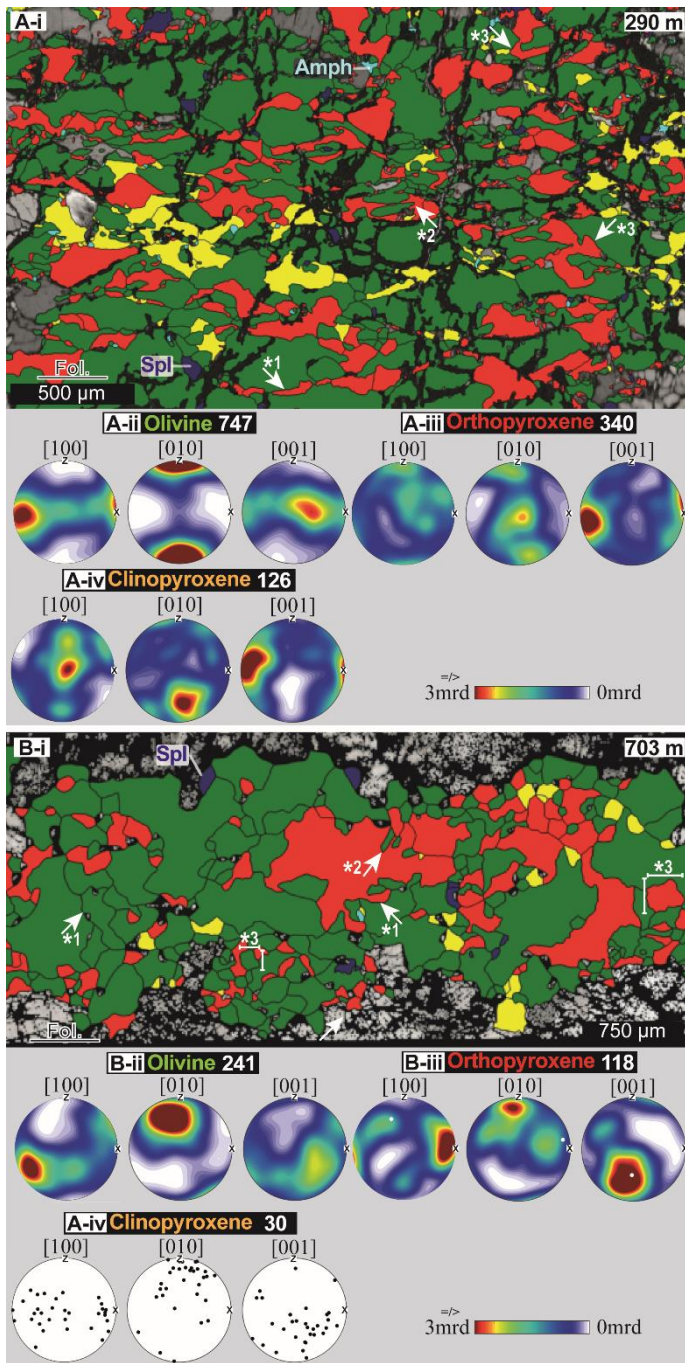 A-i 290 m
*3
Amph
*2
*3
Spl
*1
Fol.
500 µm
A-ii Olivine 747
A-iii Orthopyroxene 340
[100] [010] [001] [100] [010] [001]
z z z z z z
x x x x x x
A-iv Clinopyroxene 126
[100] [010] [001]
z z z
x x x
=/>
3mrd 0mrd
B-i 703 m
Spl
*2
*3
*1
*1
*3
Fol.
750 µm
B-ii Olivine 241
B-iii Orthopyroxene 118
[100] [010] [001] [100] [010] [001]
z z z z z z
x x x x x x
A-iv Clinopyroxene 30
[100] [010] [001]
z z z
x x x
=/>
3mrd 0mrd